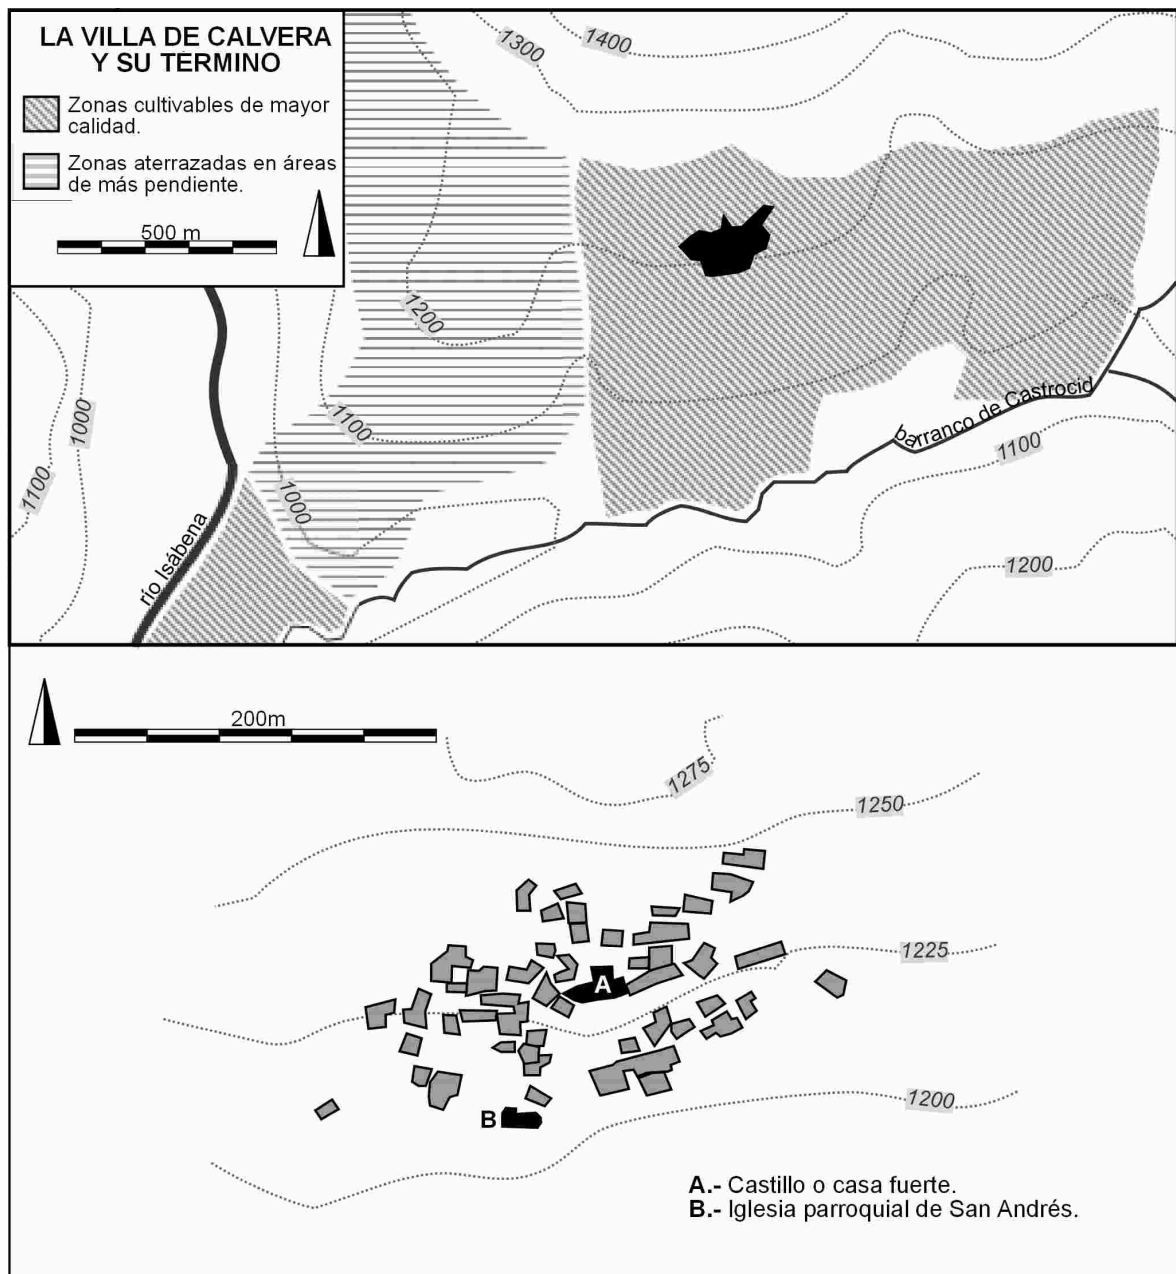 LA VILLA DE CALVERA
Y SU TÉRMINO
Zonas cultivables de mayor
calidad.
Zonas aterrazadas en áreas
de más pendiente.
500 m
1300
1400
1200
1100
1000
1000
1100
río Isábena
barranco de Castrocid
1100
1200
200m
1275
1250
1225
1200
A
B
A.- Castillo o casa fuerte.
B.- Iglesia parroquial de San Andrés.